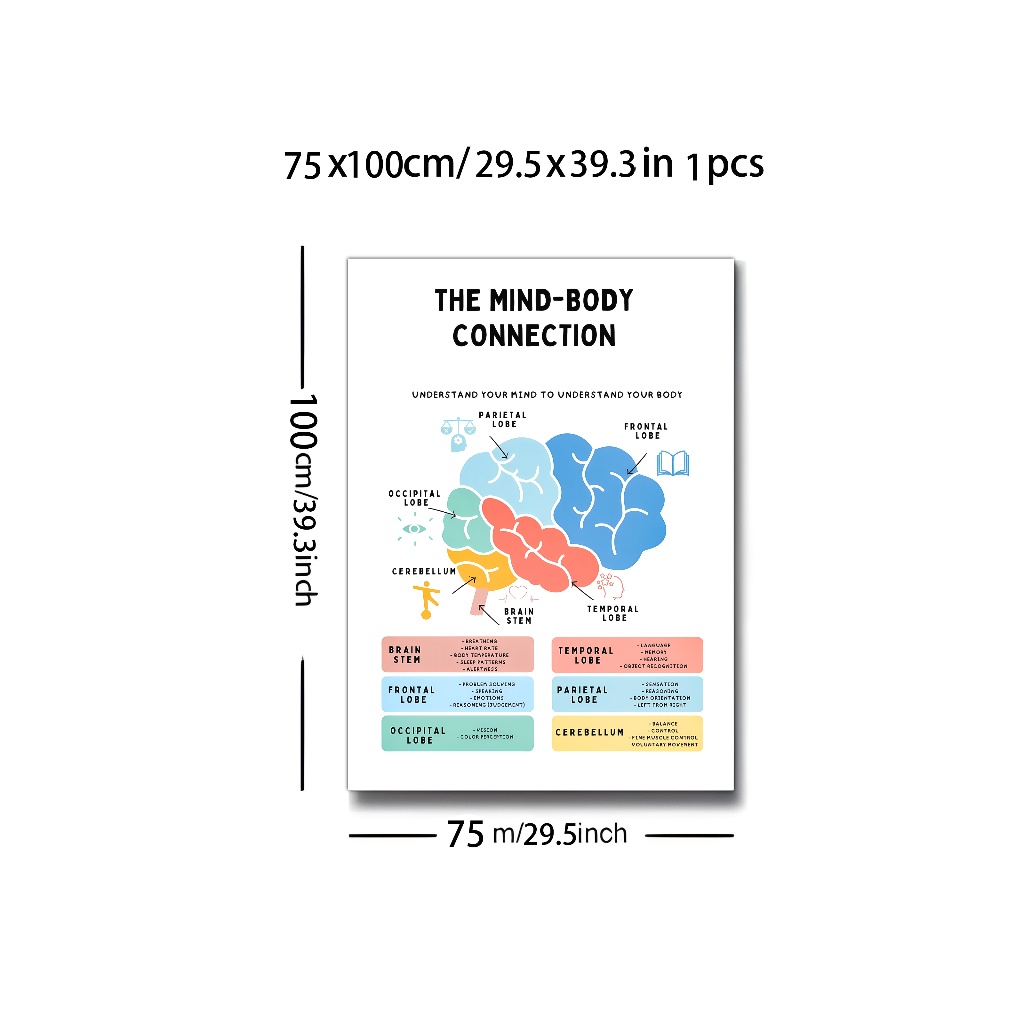 75x100cm/ 29.5x39.3in 1pcs
THE MIND-BODY
CONNECTION
UNDERSTAND YOUR MIND TO UNDERSTAND YOUR BODY
PARIETAL
LOBE
FRONTAL
LOBE
OCCIPITAL
LOBE
CEREBELLUM
BRAIN
STEM
TEMPORAL
LOBE
BRAIN
STEM
- BREATHING
- HEART RATE
- BODY TEMPERATURE
- SLEEP PATTERNS
- ALERTNESS
TEMPORAL
LOBE
- LANGUAGE
- MEMORY
- HEARING
- OBJECT RECOGNITION
FRONTAL
LOBE
- PROBLEM SOLVING
- SPEAKING
- EMOTIONS
- REASONING (JUDGEMENT)
PARIETAL
LOBE
- SENSATION
- REASONING
- BODY ORIENTATION
- LEFT FROM RIGHT
OCCIPITAL
LOBE
- VISION
- COLOR PERCEPTION
CEREBELLUM
- BALANCE
- CONTROL
- FINE MUSCLE CONTROL
VOLUNTARY MOVEMENT
100cm/39.3inch
75 m/29.5inch